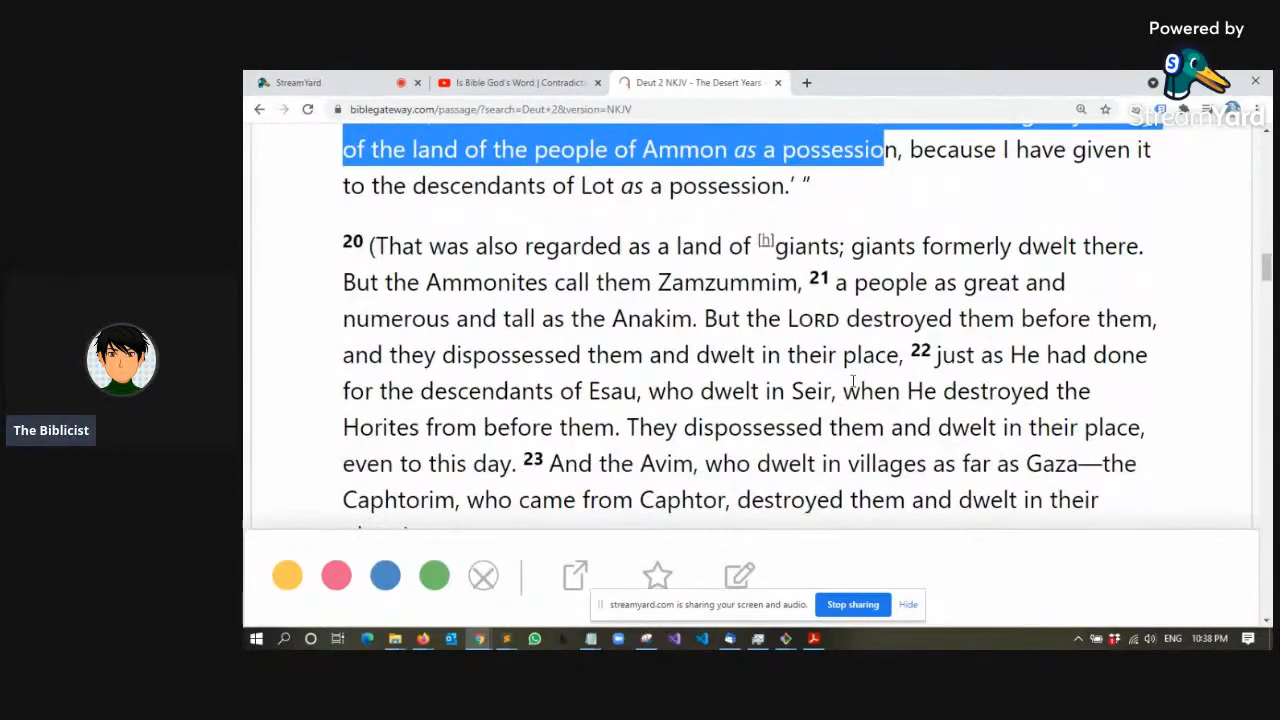 Powered by
StreamYard
StreamYard
Is Bible God's Word | Contradicti
Deut 2 NKJV - The Desert Years -
biblegateway.com/passage/?search=Deut+2&version=NKJV
of the land of the people of Ammon as a possession, because I have given it
to the descendants of Lot as a possession.’ ”
20 (That was also regarded as a land of [h]giants; giants formerly dwelt there.
But the Ammonites call them Zamzummim, 21 a people as great and
numerous and tall as the Anakim. But the LORD destroyed them before them,
and they dispossessed them and dwelt in their place, 22 just as He had done
for the descendants of Esau, who dwelt in Seir, when He destroyed the
Horites from before them. They dispossessed them and dwelt in their place,
even to this day. 23 And the Avim, who dwelt in villages as far as Gaza—the
Caphtorim, who came from Caphtor, destroyed them and dwelt in their
The Biblicist
streamyard.com is sharing your screen and audio.
Stop sharing
Hide
ENG
10:38 PM